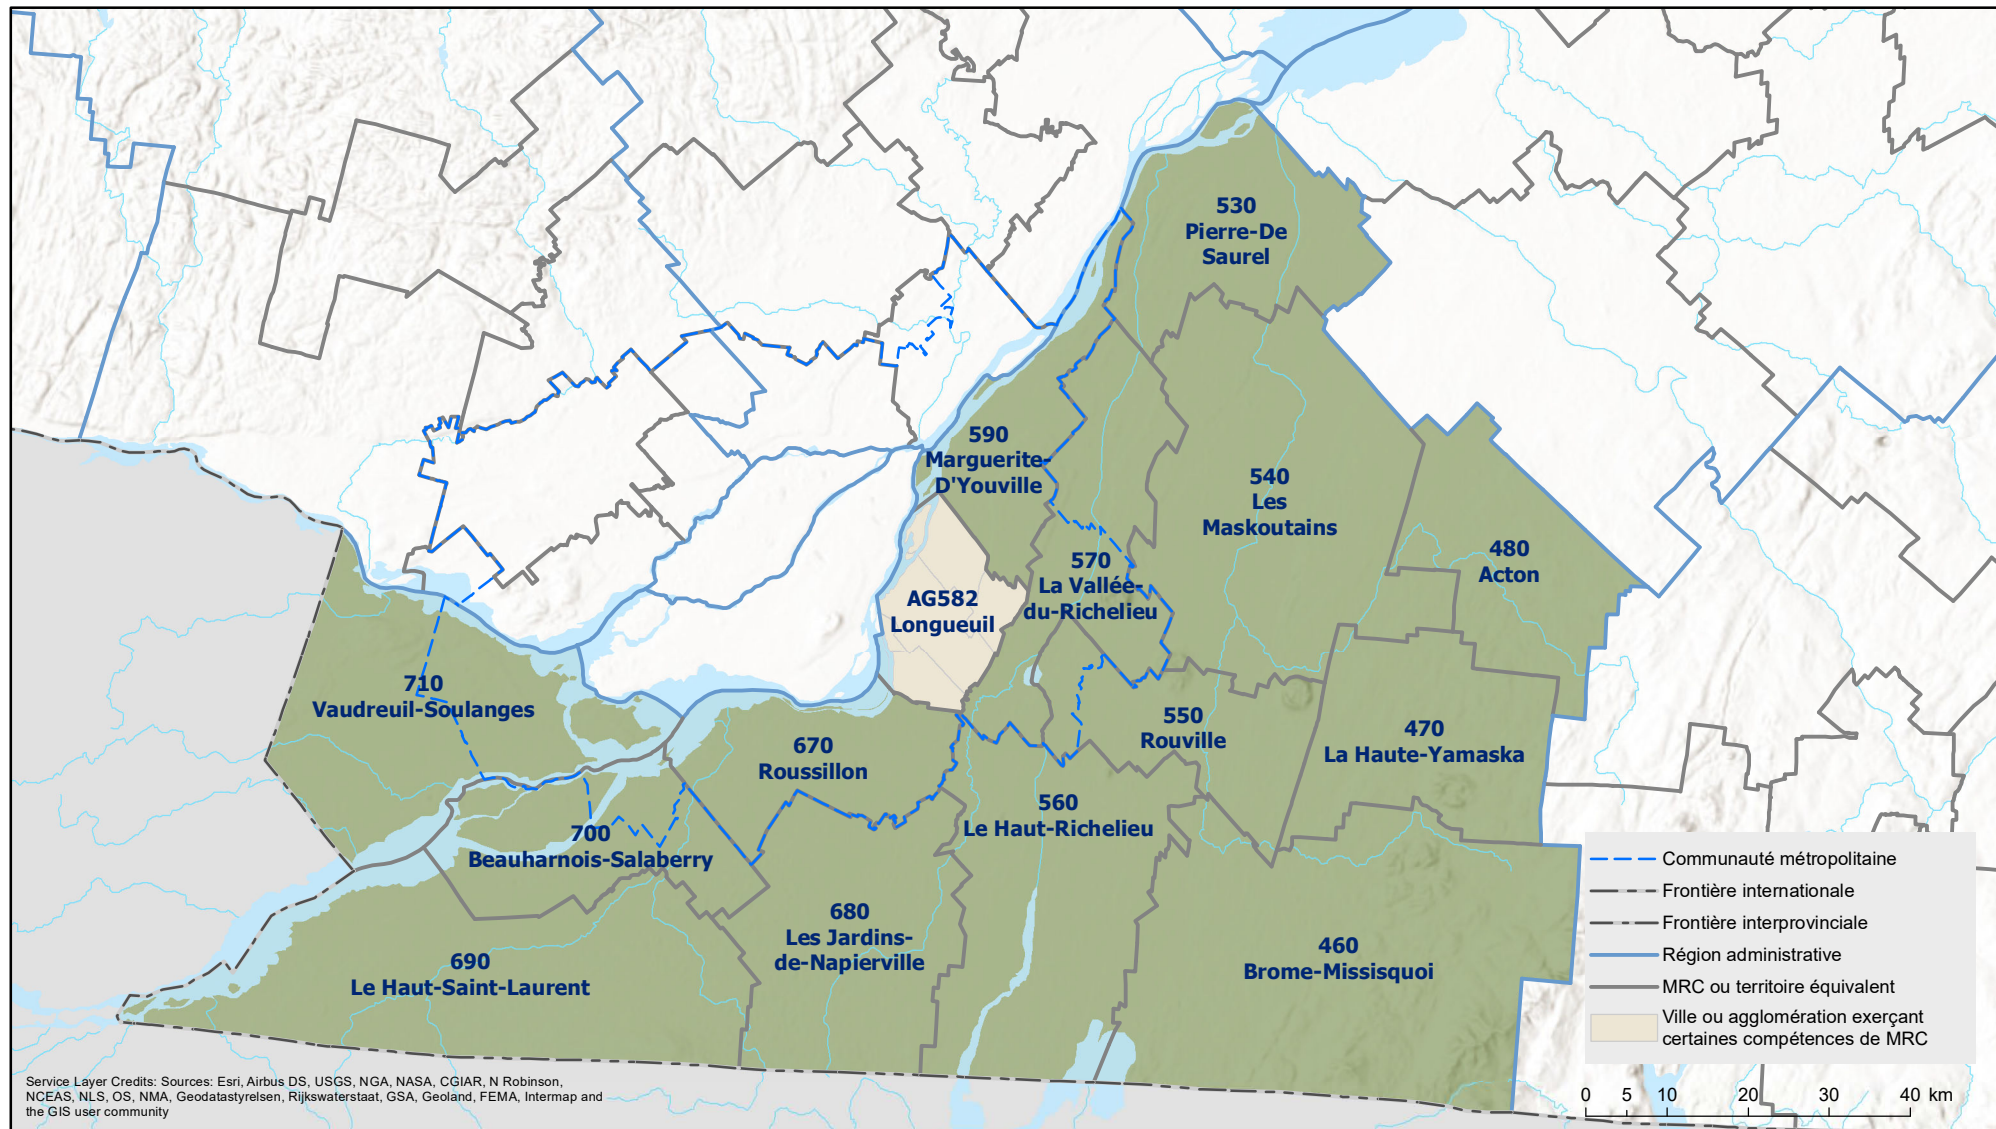 530
Pierre-De
Saurel
590
Marguerite-
D'Youville
540
Les
Maskoutains
480
Acton
570
La Vallée-
du-Richelieu
AG582
Longueuil
710
Vaudreuil-Soulanges
670
Roussillon
550
Rouville
470
La Haute-Yamaska
560
Le Haut-Richelieu
700
Beauharnois-Salaberry
680
Les Jardins-
de-Napierville
690
Le Haut-Saint-Laurent
460
Brome-Missisquoi
Communauté métropolitaine
Frontière internationale
Frontière interprovinciale
Région administrative
MRC ou territoire équivalent
Ville ou agglomération exerçant
certaines compétences de MRC
Service Layer Credits: Sources: Esri, Airbus DS, USGS, NGA, NASA, CGIAR, N Robinson,
NCEAS, NLS, OS, NMA, Geodatastyrelsen, Rijkswaterstaat, GSA, Geoland, FEMA, Intermap and
the GIS user community
0 5 10 20 30 40 km